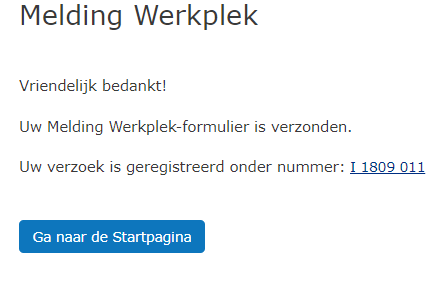 Melding Werkplek
Vriendelijk bedankt!
Uw Melding Werkplek-formulier is verzonden.
Uw verzoek is geregistreerd onder nummer: I 1809 011
Ga naar de Startpagina